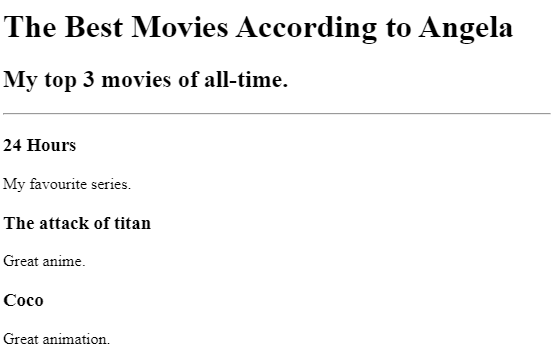 The Best Movies According to Angela
My top 3 movies of all-time.
24 Hours
My favourite series.
The attack of titan
Great anime.
Coco
Great animation.